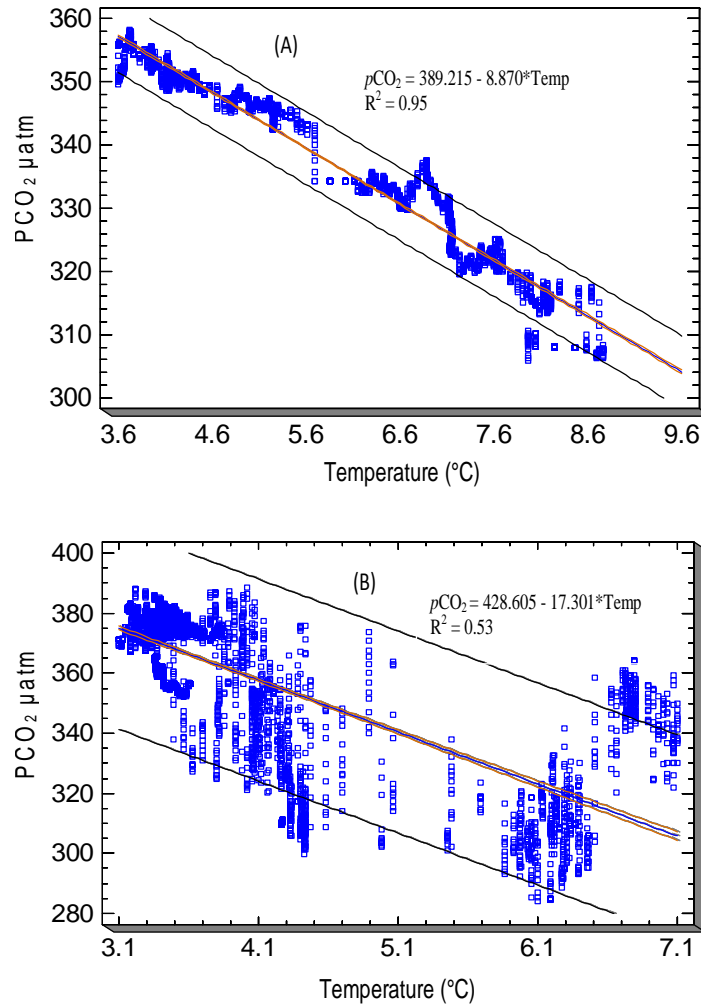 (A)
pCO₂ = 389.215 - 8.870*Temp
R² = 0.95
PCO₂ µatm
360
350
340
330
320
310
300
3.6 4.6 5.6 6.6 7.6 8.6 9.6
Temperature (°C)
(B)
pCO₂ = 428.605 - 17.301*Temp
R² = 0.53
PCO₂ µatm
400
380
360
340
320
300
280
3.1 4.1 5.1 6.1 7.1
Temperature (°C)